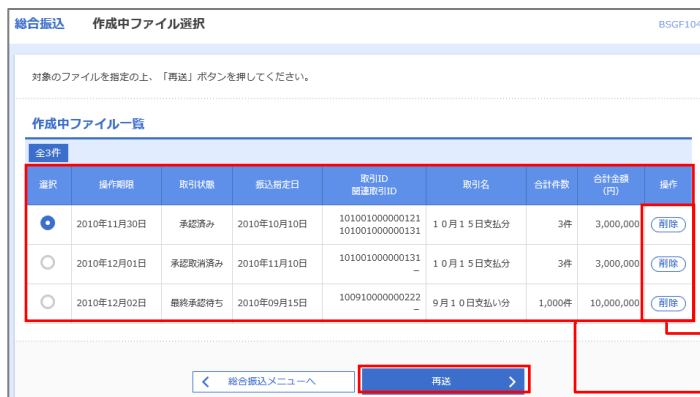 総合振込 作成中ファイル選択 BSGF104
対象のファイルを指定の上、「再送」ボタンを押してください。
作成中ファイル一覧
全3件
選択 操作期限 取引状態 振込指定日 取引ID 取引名 合計件数 合計金額 操作
関連取引ID (円)
2010年11月30日 承認済み 2010年10月10日 101001000000121 10月15日支払分 3件 3,000,000 削除
101001000000131
2010年12月01日 承認取消済み 2010年11月10日 101001000000131 10月15日支払分 3件 3,000,000 削除
–
2010年12月02日 最終承認待ち 2010年09月15日 100910000000222 9月10日支払い分 1,000件 10,000,000 削除
–
総合振込メニューへ 再送